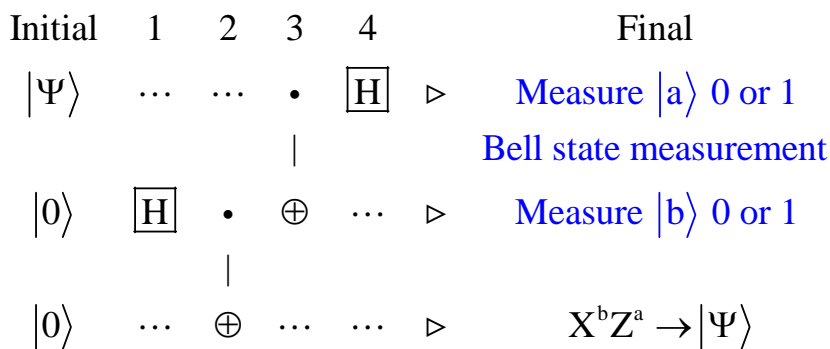 Initial 1 2 3 4 Final
|Ψ⟩ ⋯ ⋯ • H ▹ Measure |a⟩ 0 or 1
| Bell state measurement
|0⟩ H • ⊕ ⋯ ▹ Measure |b⟩ 0 or 1
|
|0⟩ ⋯ ⊕ ⋯ ⋯ ▹ XᵇZᵃ → |Ψ⟩